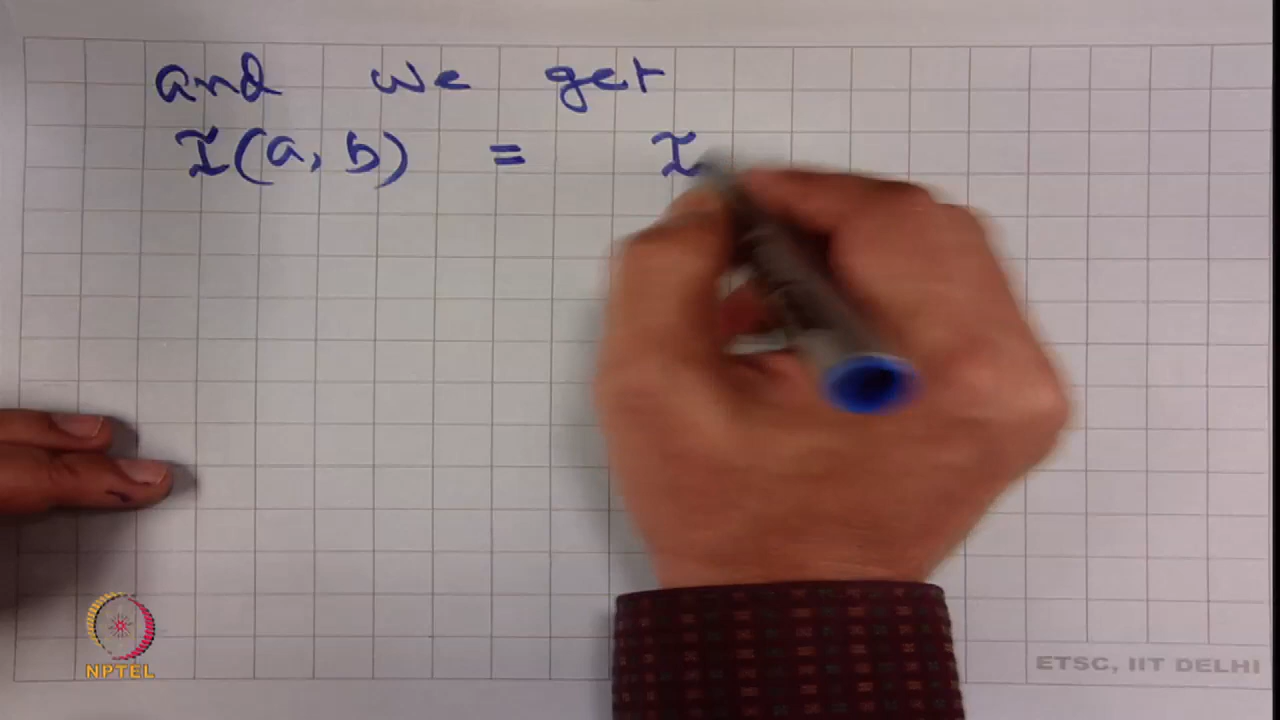 and we get
I(a, b) = I
NPTEL
ETSC, IIT DELHI